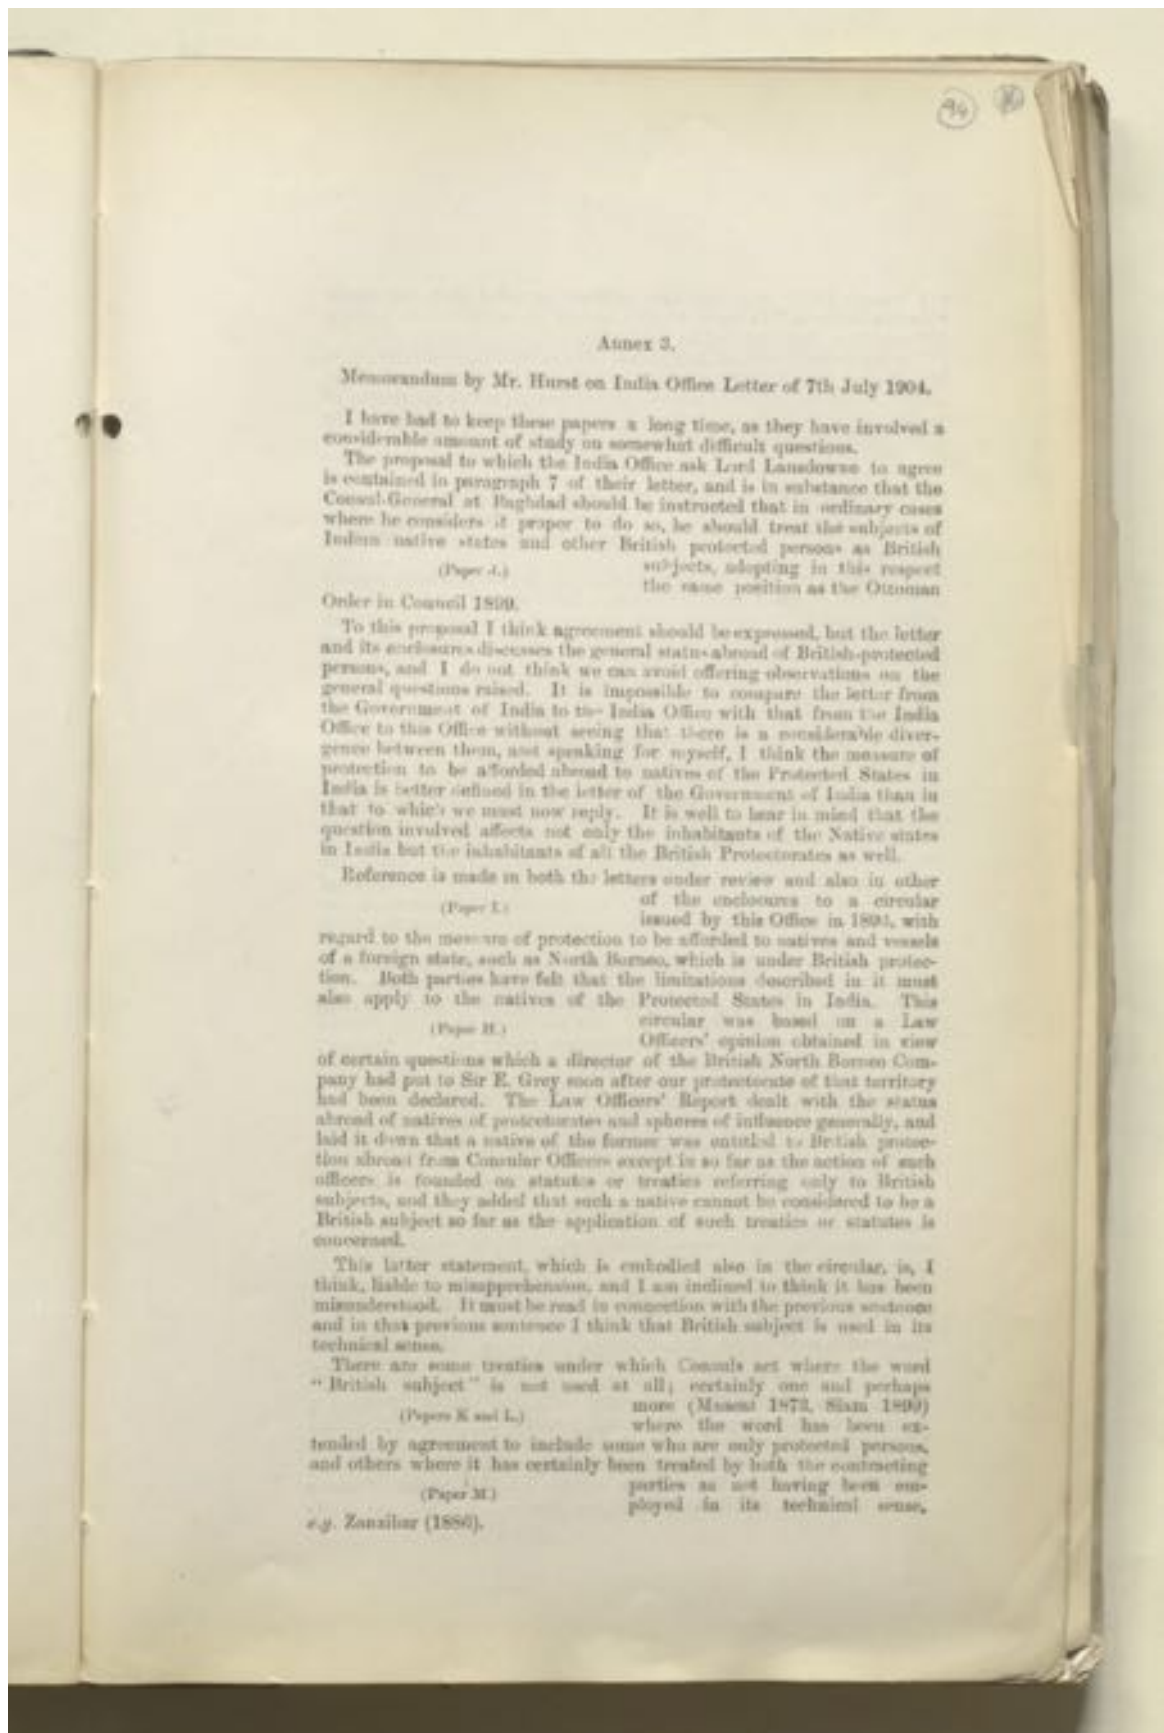 94
Annex 3.
Memorandum by Mr. Hurst on India Office Letter of 7th July 1904.
I have had to keep these papers a long time, as they have involved a
considerable amount of study on somewhat difficult questions.
The proposal to which the India Office ask Lord Lansdowne to agree
is contained in paragraph 7 of their letter, and is in substance that the
Consul-General at Baghdad should be instructed that in ordinary cases
where he considers it proper to do so, he should treat the subjects of
Indian native states and other British protected persons as British
(Paper A.) subjects, adopting in this respect
the same position as the Ottoman
Order in Council 1899.
To this proposal I think agreement should be expressed, but the letter
and its enclosures discusses the general status abroad of British-protected
persons, and I do not think we can avoid offering observations on the
general questions raised. It is impossible to compare the letter from
the Government of India to the India Office with that from the India
Office to this Office without seeing that there is a considerable diver-
gence between them, and speaking for myself, I think the measure of
protection to be afforded abroad to natives of the Protected States in
India is better defined in the letter of the Government of India than in
that to which we must now reply. It is well to bear in mind that the
question involved affects not only the inhabitants of the Native states
in India but the inhabitants of all the British Protectorates as well.
Reference is made in both the letters under review and also in other
of the enclosures to a circular
(Paper I.) issued by this Office in with
regard to the measure of protection to be afforded to natives and vessels
of a foreign state, such as North Borneo, which is under British protec-
tion. Both parties have felt that the limitations described in it must
also apply to the natives of the Protected States in India. This
(Paper H.) circular was based on a Law
Officers' opinion obtained in view
of certain questions which a director of the British North Borneo Com-
pany had put to Sir E. Grey soon after our protectorate of that territory
had been declared. The Law Officers' Report dealt with the status
abroad of natives of protectorates and spheres of influence generally, and
laid it down that a native of the former was entitled to British protec-
tion abroad from Consular Officers except in so far as the action of such
officers is founded on statutes or treaties referring only to British
subjects, and they added that such a native cannot be considered to be a
British subject so far as the application of such treaties or statutes is
concerned.
This latter statement, which is embodied also in the circular, is, I
think, liable to misapprehension, and I am inclined to think it has been
misunderstood. It must be read in connection with the previous sentence
and in that previous sentence I think that British subject is used in its
technical sense.
There are some treaties under which Consuls act where the word
"British subject" is not used at all; certainly one and perhaps
(Papers K and L.) more (Muscat 1873, Siam 1899)
where the word has been ex-
tended by agreement to include some who are only protected persons,
and others where it has certainly been treated by both the contracting
(Paper M.) parties as not having been em-
ployed in its technical sense,
e.g. Zanzibar (1886).